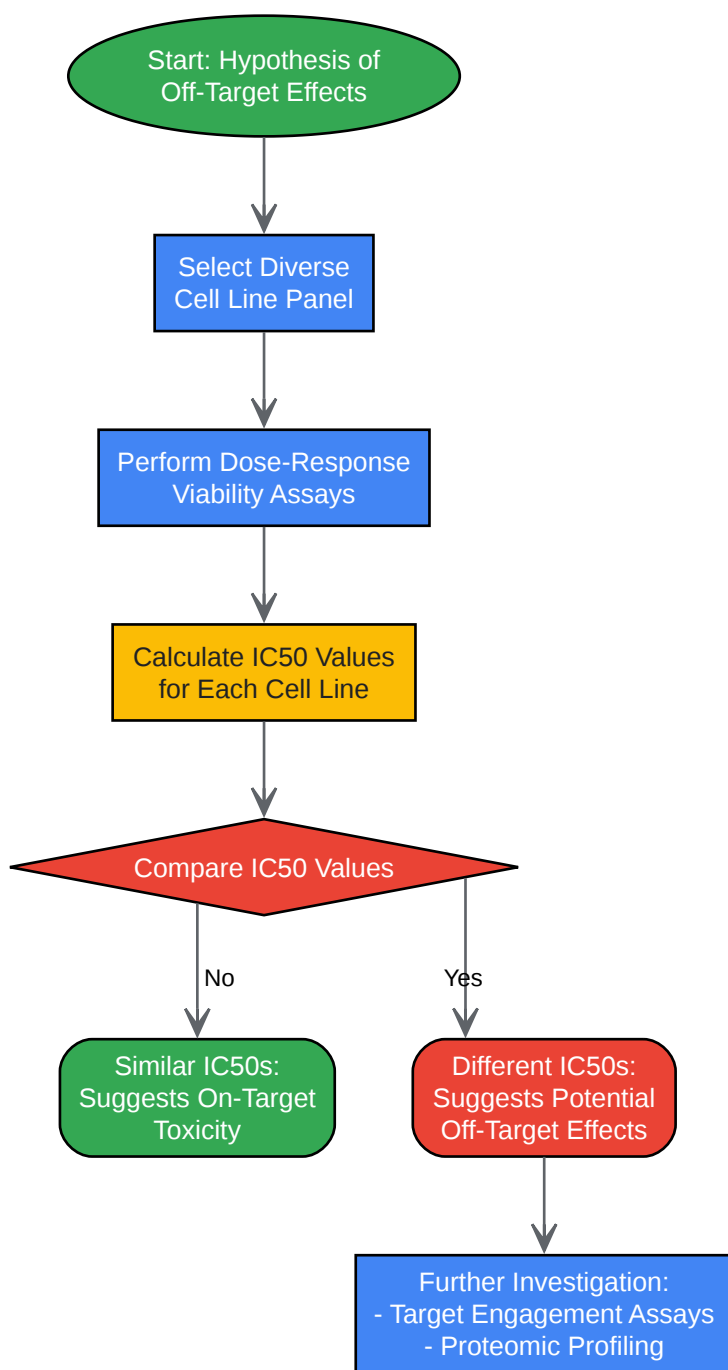 Start: Hypothesis of
Off-Target Effects
Select Diverse
Cell Line Panel
Perform Dose-Response
Viability Assays
Calculate IC50 Values
for Each Cell Line
Compare IC50 Values
No
Yes
Similar IC50s:
Suggests On-Target
Toxicity
Different IC50s:
Suggests Potential
Off-Target Effects
Further Investigation:
- Target Engagement Assays
- Proteomic Profiling